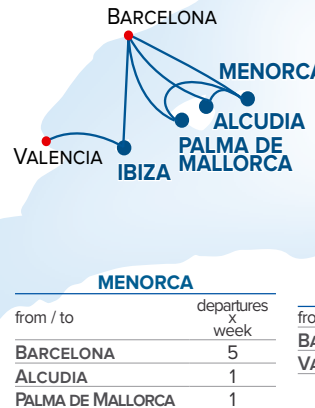 BARCELONA
MENORCA
ALCUDIA
PALMA DE
MALLORCA
VALENCIA
IBIZA
MENORCA
from / to departures x week
BARCELONA 5
ALCUDIA 1
PALMA DE MALLORCA 1